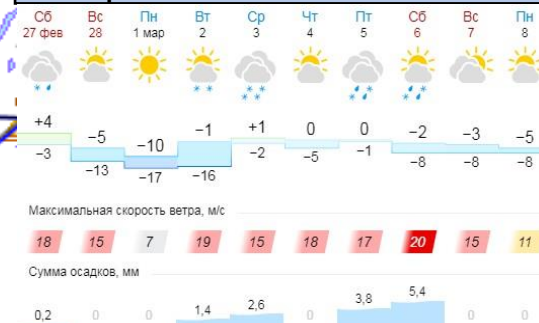 Сб Вс Пн Вт Ср Чт Пт Сб Вс Пн
27 фев 28 1 мар 2 3 4 5 6 7 8
+4 −5 −10 −1 +1 0 0 −2 −3 −5
−3 −13 −17 −16 −2 −5 −1 −8 −8 −8
Максимальная скорость ветра, м/с
18 15 7 19 15 18 17 20 15 11
Сумма осадков, мм
0,2 0 0 1,4 2,6 0 3,8 5,4 0 0